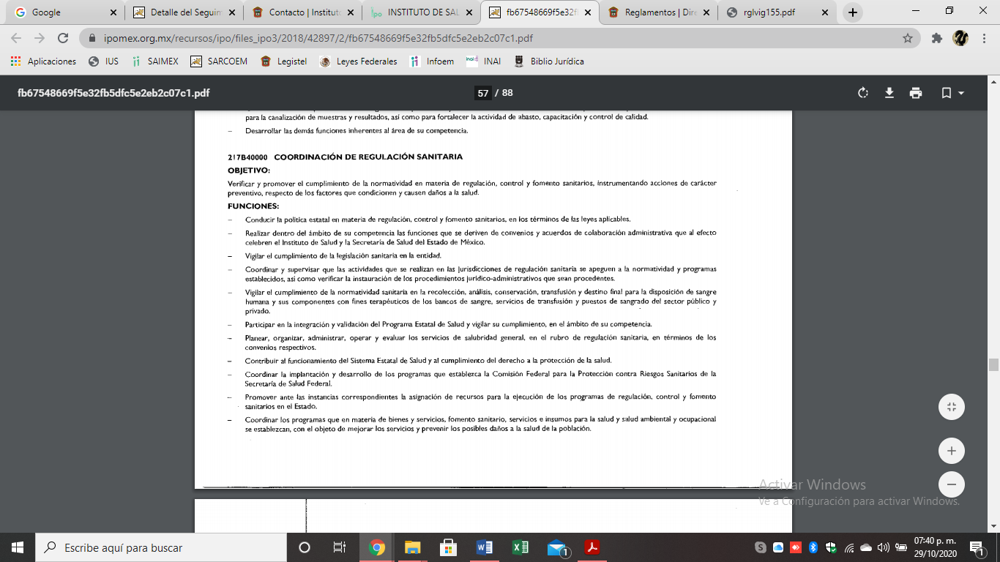 Google
Detalle del Seguim
Contacto | Institut
INSTITUTO DE SAL
fb67548669f5e32f
Reglamentos | Dire
rglvig155.pdf
ipomex.org.mx/recursos/ipo/files_ipo3/2018/42897/2/fb67548669f5e32fb5dfc5e2eb2c07c1.pdf
Aplicaciones IUS SAIMEX SARCOEM Legistel Leyes Federales Infoem INAI Biblio Jurídica
fb67548669f5e32fb5dfc5e2eb2c07c1.pdf
57 / 88
para la canalización de muestras y resultados, así como para fortalecer la actividad de abasto, capacitación y control de calidad.
– Desarrollar las demás funciones inherentes al área de su competencia.
217B40000 COORDINACIÓN DE REGULACIÓN SANITARIA
OBJETIVO:
Verificar y promover el cumplimiento de la normatividad en materia de regulación, control y fomento sanitarios, instrumentando acciones de carácter
preventivo, respecto de los factores que condicionen y causen daños a la salud.
FUNCIONES:
– Conducir la política estatal en materia de regulación, control y fomento sanitarios, en los términos de las leyes aplicables.
– Realizar dentro del ámbito de su competencia las funciones que se deriven de convenios y acuerdos de colaboración administrativa que al efecto
celebren el Instituto de Salud y la Secretaría de Salud del Estado de México.
– Vigilar el cumplimiento de la legislación sanitaria en la entidad.
– Coordinar y supervisar que las actividades que se realizan en las Jurisdicciones de regulación sanitaria se apeguen a la normatividad y programas
establecidos, así como verificar la instauración de los procedimientos jurídico-administrativos que sean procedentes.
– Vigilar el cumplimiento de la normatividad sanitaria en la recolección, análisis, conservación, transfusión y destino final para la disposición de sangre
humana y sus componentes con fines terapéuticos de los bancos de sangre, servicios de transfusión y puestos de sangrado del sector público y
privado.
– Participar en la integración y validación del Programa Estatal de Salud y vigilar su cumplimiento, en el ámbito de su competencia.
– Planear, organizar, administrar, operar y evaluar los servicios de salubridad general, en el rubro de regulación sanitaria, en términos de los
convenios respectivos.
– Contribuir al funcionamiento del Sistema Estatal de Salud y al cumplimiento del derecho a la protección de la salud.
– Coordinar la implantación y desarrollo de los programas que establezca la Comisión Federal para la Protección contra Riesgos Sanitarios de la
Secretaría de Salud Federal.
– Promover ante las instancias correspondientes la asignación de recursos para la ejecución de los programas de regulación, control y fomento
sanitarios en el Estado.
– Coordinar los programas que en materia de bienes y servicios, fomento sanitario, servicios e insumos para la salud y salud ambiental y ocupacional
se establezcan, con el objeto de mejorar los servicios y prevenir los posibles daños a la salud de la población.
Activar Windows
Ve a Configuración para activar Windows.
Escribe aquí para buscar
07:40 p. m.
29/10/2020